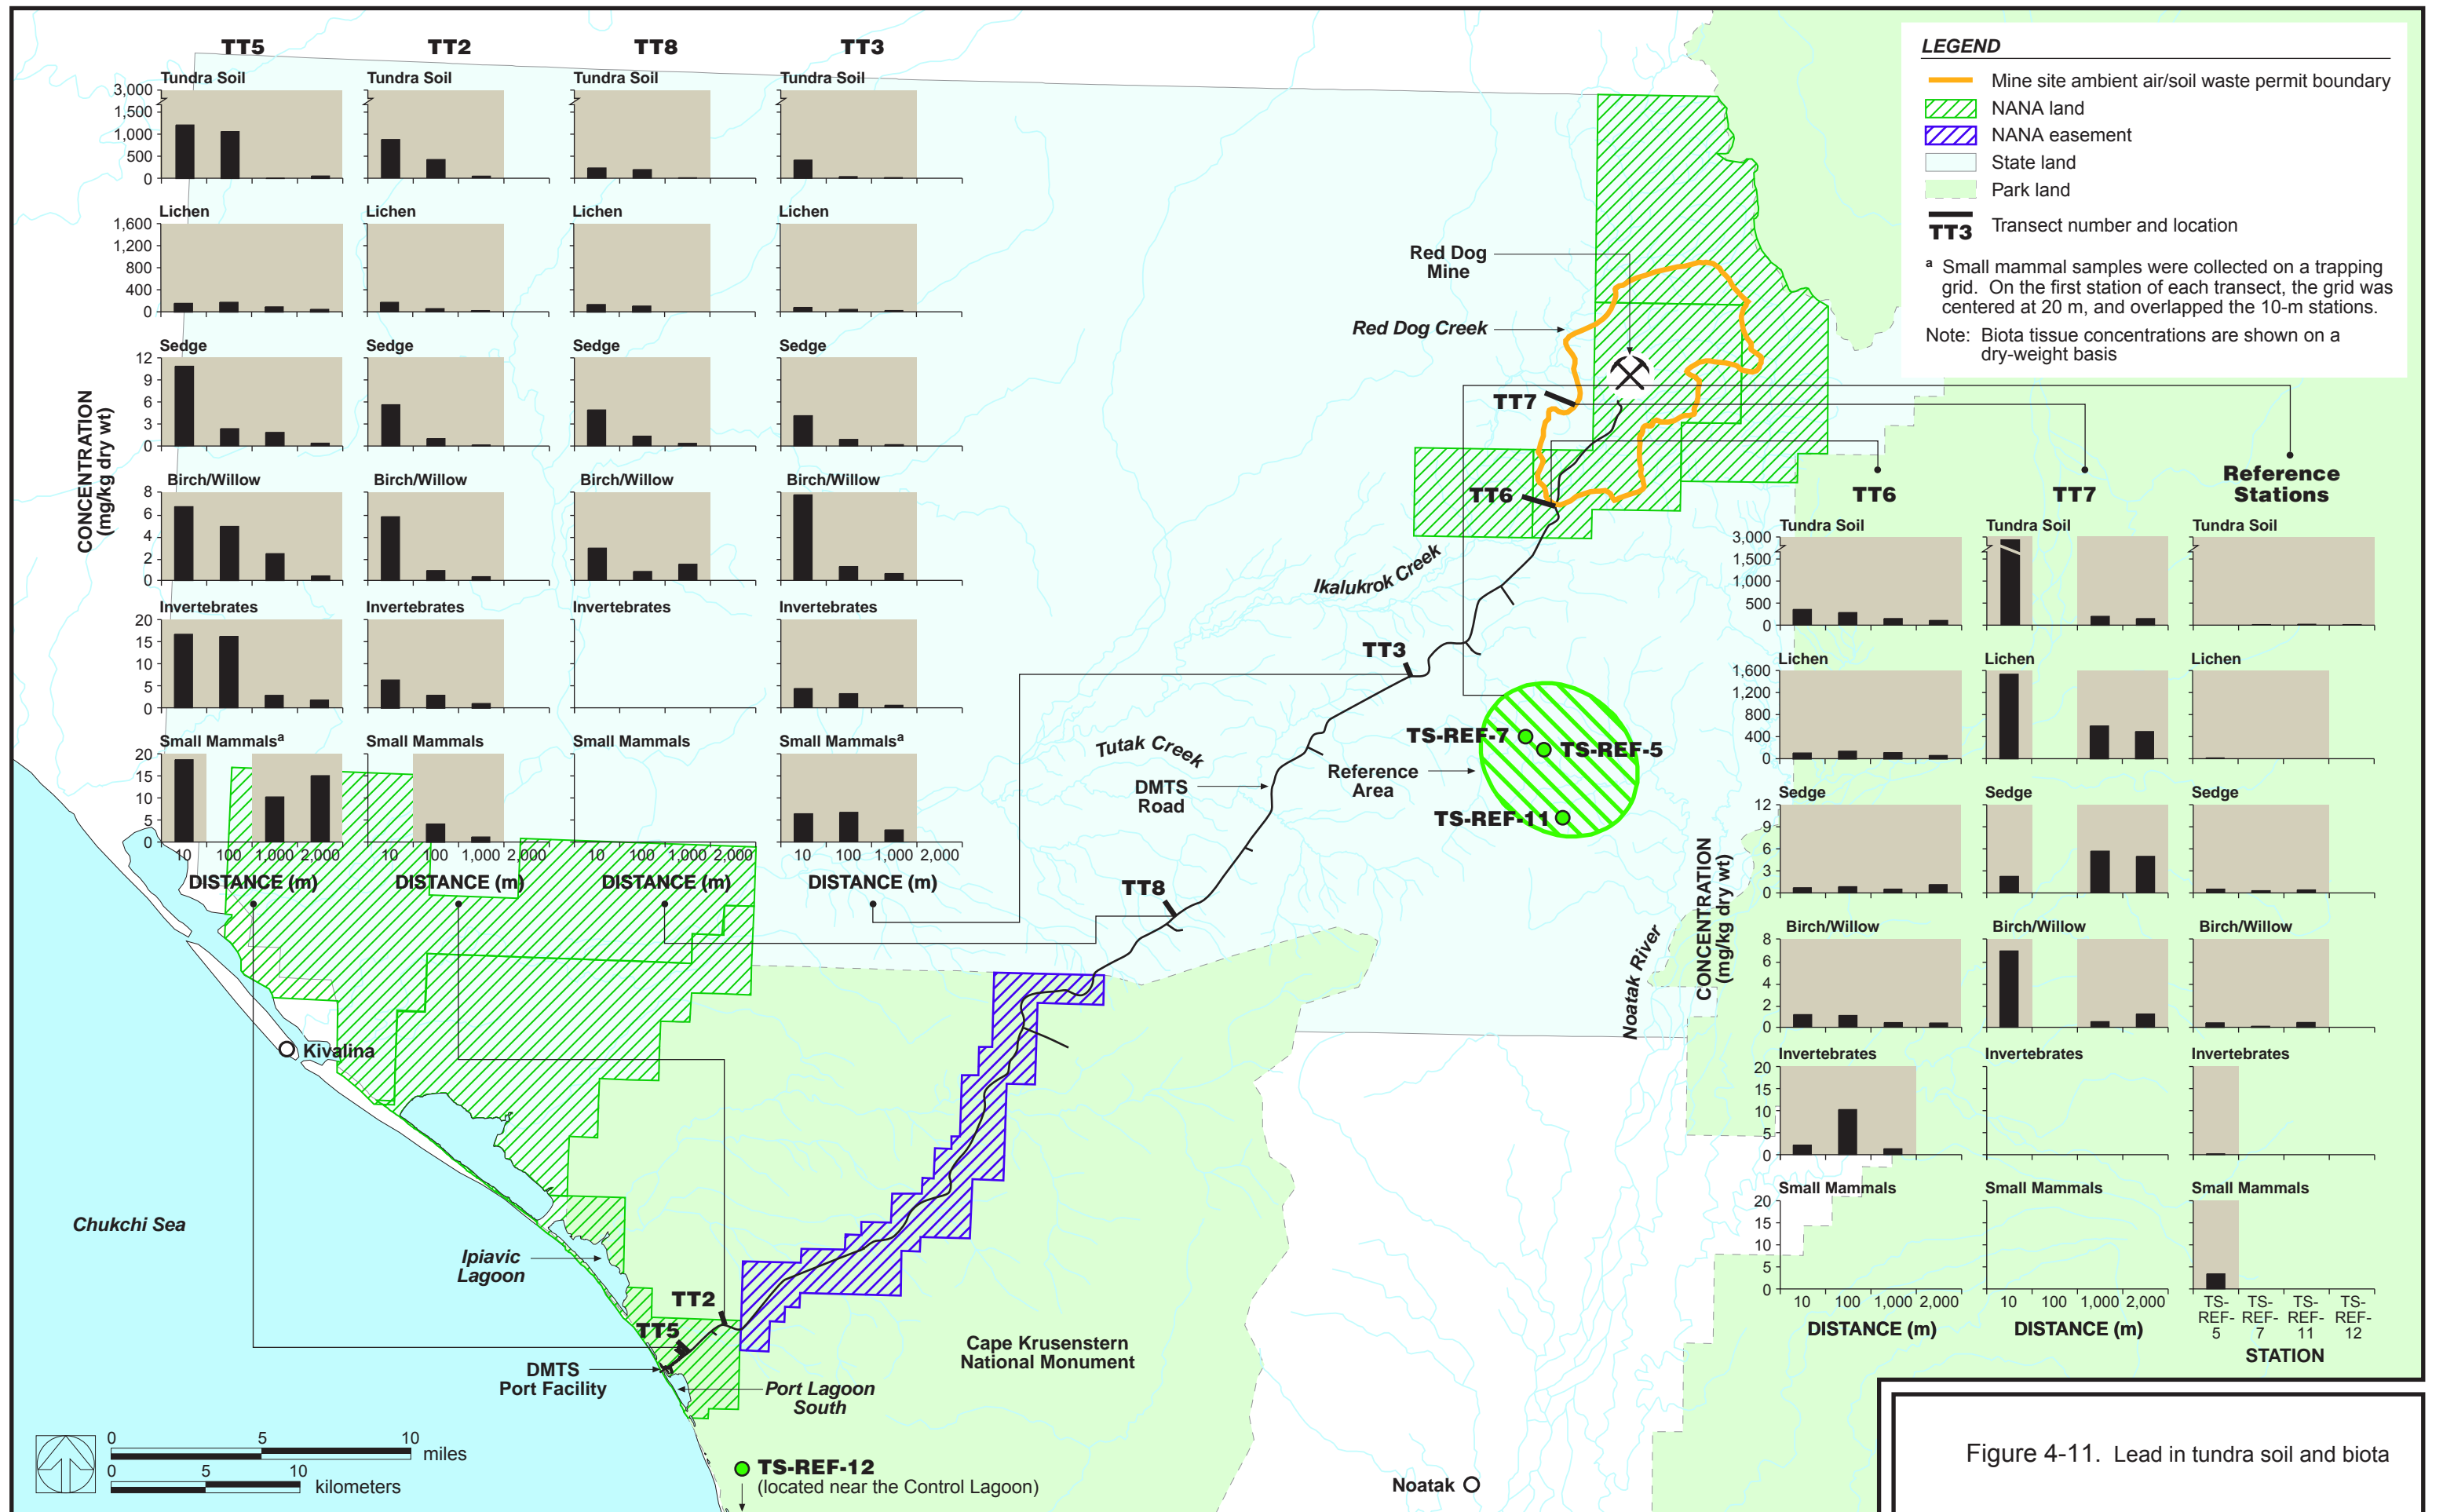 TT5
TT2
TT8
TT3
Tundra Soil
Tundra Soil
Tundra Soil
Tundra Soil
3,000
1,500
1,000
500
0
Lichen
Lichen
Lichen
Lichen
1,600
1,200
800
400
0
Sedge
Sedge
Sedge
Sedge
12
9
6
3
0
CONCENTRATION
(mg/kg dry wt)
Birch/Willow
Birch/Willow
Birch/Willow
Birch/Willow
8
6
4
2
0
Invertebrates
Invertebrates
Invertebrates
Invertebrates
20
15
10
5
0
Small Mammalsa
Small Mammals
Small Mammals
Small Mammalsa
20
15
10
5
0
10 100 1,000 2,000
10 100 1,000 2,000
10 100 1,000 2,000
10 100 1,000 2,000
DISTANCE (m)
DISTANCE (m)
DISTANCE (m)
DISTANCE (m)
LEGEND
Mine site ambient air/soil waste permit boundary
NANA land
NANA easement
State land
Park land
TT3
Transect number and location
a Small mammal samples were collected on a trapping
grid. On the first station of each transect, the grid was
centered at 20 m, and overlapped the 10-m stations.
Note: Biota tissue concentrations are shown on a
dry-weight basis
Red Dog
Mine
Red Dog Creek
TT7
TT6
Ikalukrok Creek
TT3
Tutak Creek
DMTS
Road
Reference
Area
TS-REF-7
TS-REF-5
TS-REF-11
TT8
Noatak River
Kivalina
Chukchi Sea
Ipiavic
Lagoon
TT2
TT5
DMTS
Port Facility
Port Lagoon
South
Cape Krusenstern
National Monument
TS-REF-12
(located near the Control Lagoon)
Noatak
0 5 10
miles
0 5 10
kilometers
TT6
TT7
Reference
Stations
Tundra Soil
Tundra Soil
Tundra Soil
3,000
1,500
1,000
500
0
Lichen
Lichen
Lichen
1,600
1,200
800
400
0
Sedge
Sedge
Sedge
12
9
6
3
0
CONCENTRATION
(mg/kg dry wt)
Birch/Willow
Birch/Willow
Birch/Willow
8
6
4
2
0
Invertebrates
Invertebrates
Invertebrates
20
15
10
5
0
Small Mammals
Small Mammals
Small Mammals
20
15
10
5
0
10 100 1,000 2,000
10 100 1,000 2,000
TS- TS- TS- TS-
REF- REF- REF- REF-
5 7 11 12
DISTANCE (m)
DISTANCE (m)
STATION
Figure 4-11. Lead in tundra soil and biota